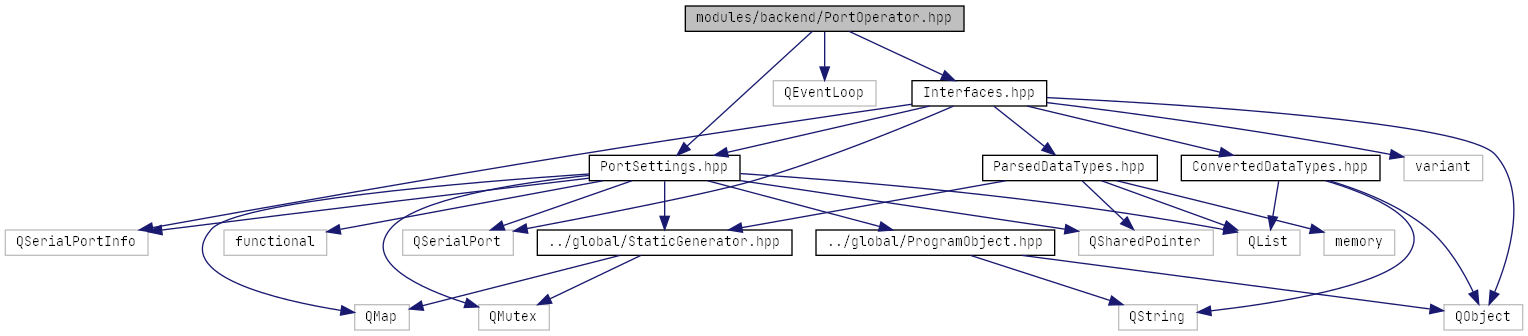 modules/backend/PortOperator.hpp
QEventLoop
Interfaces.hpp
PortSettings.hpp
ParsedDataTypes.hpp
ConvertedDataTypes.hpp
variant
QSerialPortInfo
functional
QSerialPort
../global/StaticGenerator.hpp
../global/ProgramObject.hpp
QSharedPointer
QList
memory
QMap
QMutex
QString
QObject